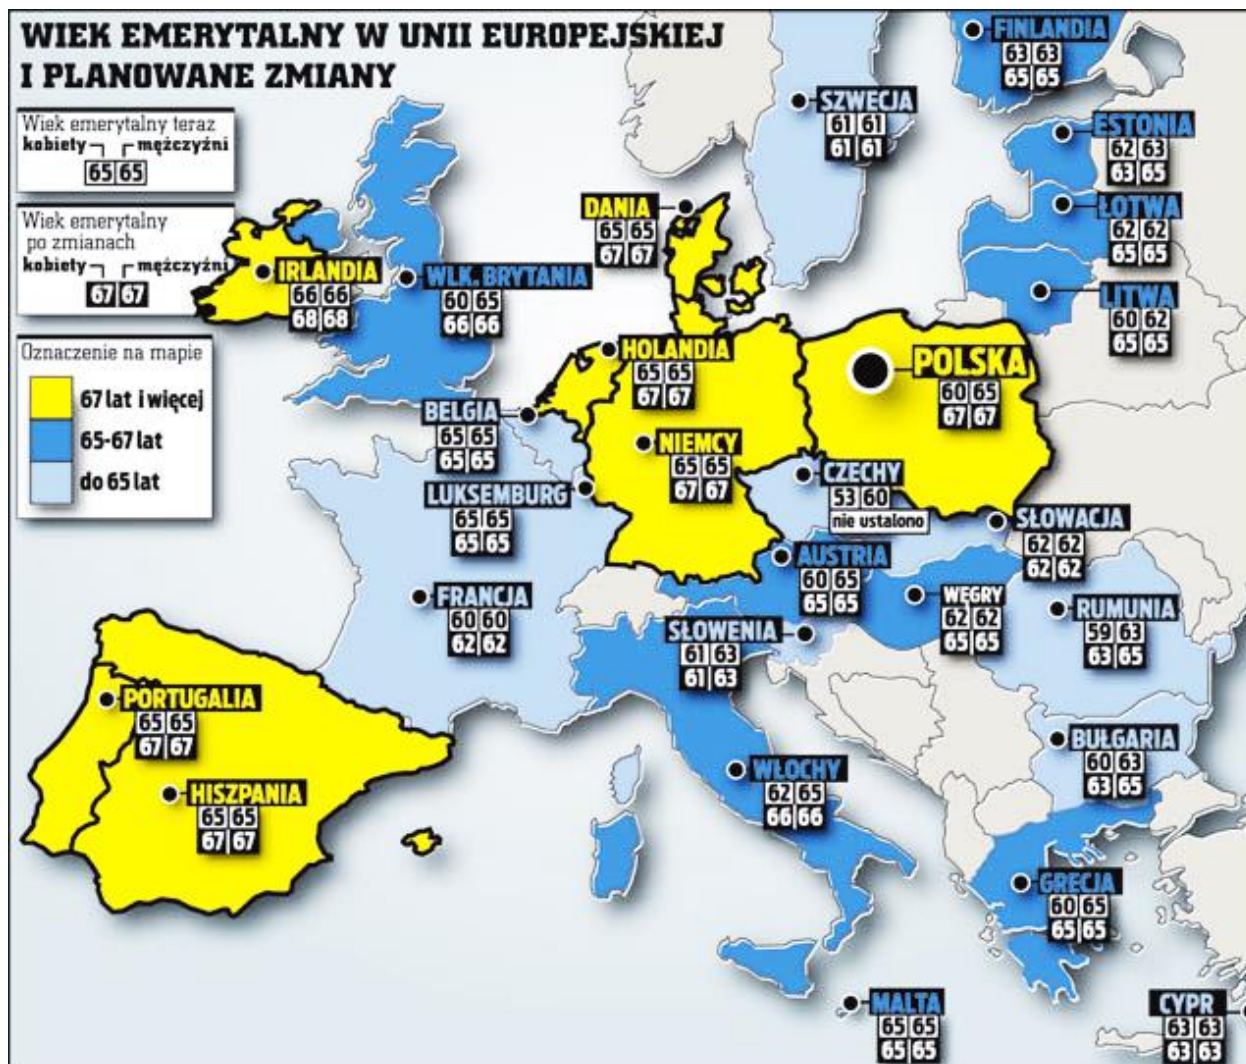 WIEK EMERYTALNY W UNII EUROPEJSKIEJ
I PLANOWANE ZMIANY
Wiek emerytalny teraz
kobiety mężczyźni
65 65
Wiek emerytalny
po zmianach
kobiety mężczyźni
67 67
Oznaczenie na mapie
67 lat i więcej
65-67 lat
do 65 lat
FINLANDIA
63 63
65 65
SZWECJA
61 61
61 61
ESTONIA
62 63
63 65
ŁOTWA
62 62
65 65
LITWA
60 62
65 65
DANIA
65 65
67 67
IRLANDIA
66 66
68 68
WLK. BRYTANIA
60 65
66 66
HOLANDIA
65 65
67 67
POLSKA
60 65
67 67
BELGIA
65 65
65 65
NIEMCY
65 65
67 67
CZECHY
53 60
nie ustalono
LUKSEMBURG
65 65
65 65
SŁOWACJA
62 62
62 62
AUSTRIA
60 65
65 65
FRANCJA
60 60
62 62
WĘGRY
62 62
65 65
RUMUNIA
59 63
63 65
SŁOWENIA
61 63
61 63
PORTUGALIA
65 65
67 67
BUŁGARIA
60 63
63 65
WŁOCHY
62 65
66 66
HISZPANIA
65 65
67 67
GRECJA
60 65
65 65
MALTA
65 65
65 65
CYPR
63 63
63 63